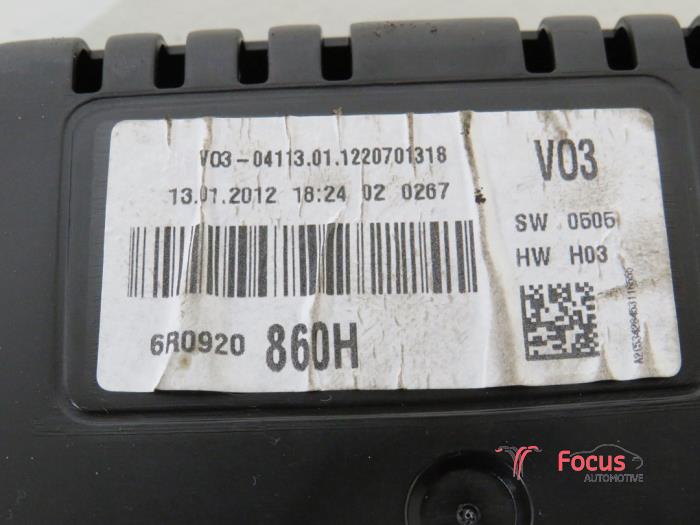 V03-04113.01.1220701318
13.01.2012 18:24 02 0267
6R0920 860H
V03
SW 0505
HW H03
Focus
AUTOMOTIVE